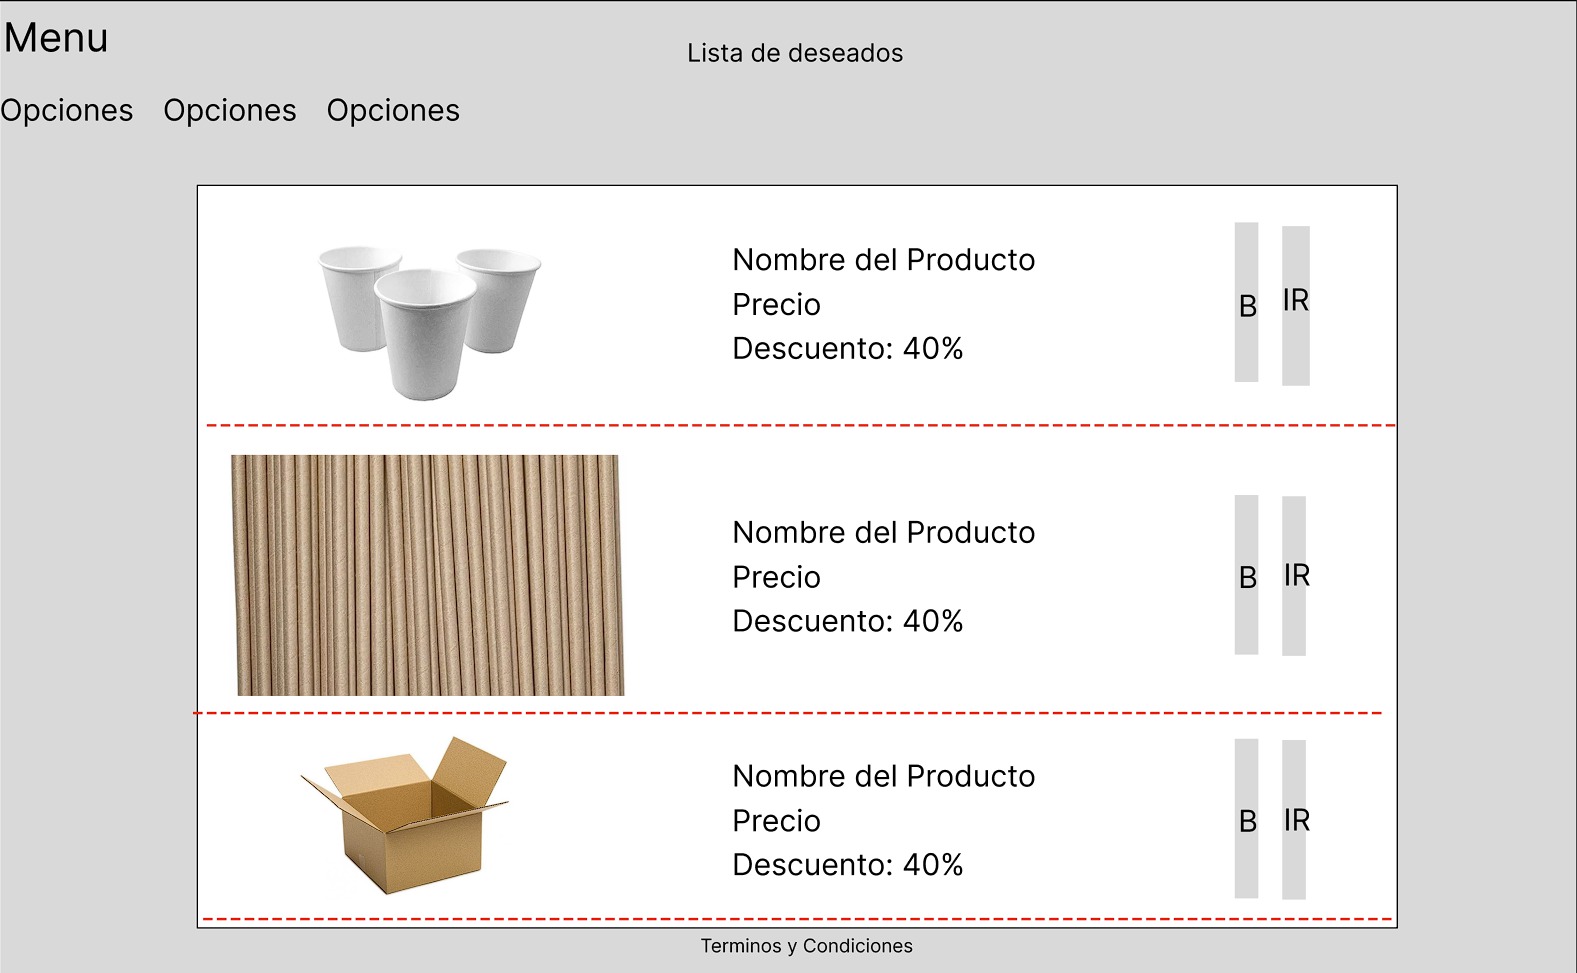 Menu
Lista de deseados
Opciones Opciones Opciones
Nombre del Producto
Precio
Descuento: 40%
B IR
Nombre del Producto
Precio
Descuento: 40%
B IR
Nombre del Producto
Precio
Descuento: 40%
B IR
Terminos y Condiciones